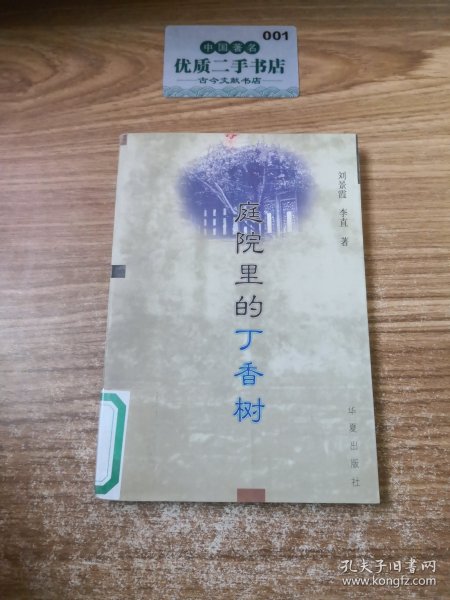 001
中国著名
优质二手书店
古今文献书店
刘景霞 李直 著
庭院里的丁香树
华夏出版社
孔夫子旧书网
www.kongfz.com